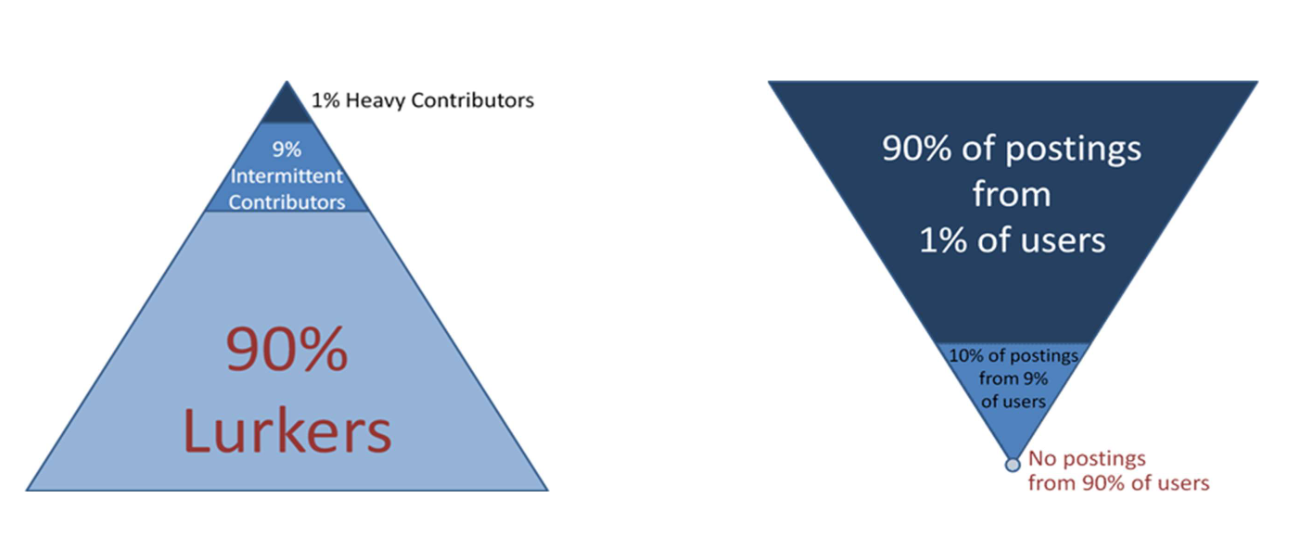 1% Heavy Contributors
9%
Intermittent
Contributors
90%
Lurkers
90% of postings
from
1% of users
10% of postings
from 9%
of users
No postings
from 90% of users